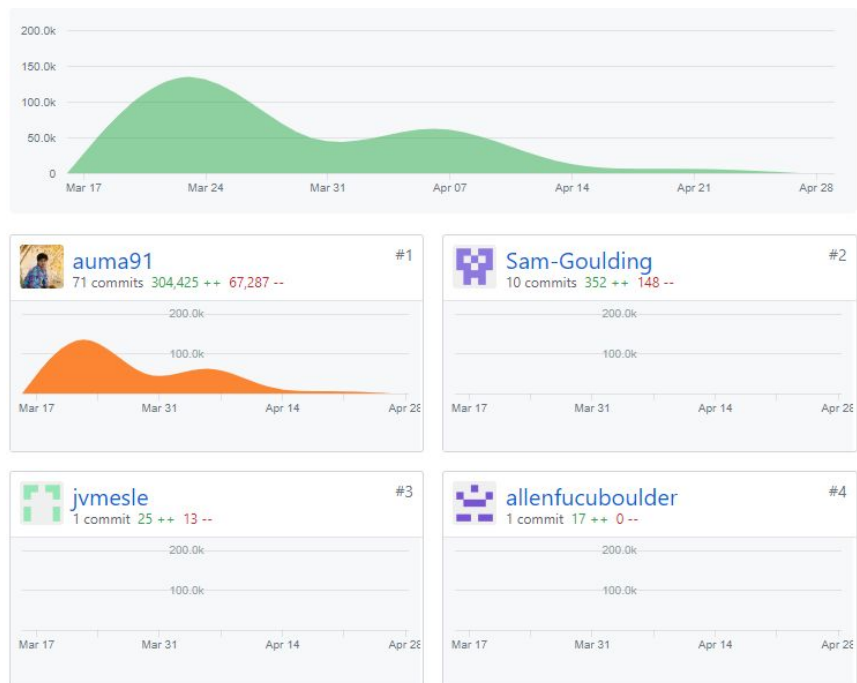 200.0k
150.0k
100.0k
50.0k
0
Mar 17 Mar 24 Mar 31 Apr 07 Apr 14 Apr 21 Apr 28
auma91 #1
71 commits 304,425 ++ 67,287 --
200.0k
100.0k
Mar 17 Mar 31 Apr 14 Apr 28
Sam-Goulding #2
10 commits 352 ++ 148 --
200.0k
100.0k
Mar 17 Mar 31 Apr 14 Apr 28
jvmesle #3
1 commit 25 ++ 13 --
200.0k
100.0k
Mar 17 Mar 31 Apr 14 Apr 28
allenfucuboulder #4
1 commit 17 ++ 0 --
200.0k
100.0k
Mar 17 Mar 31 Apr 14 Apr 28